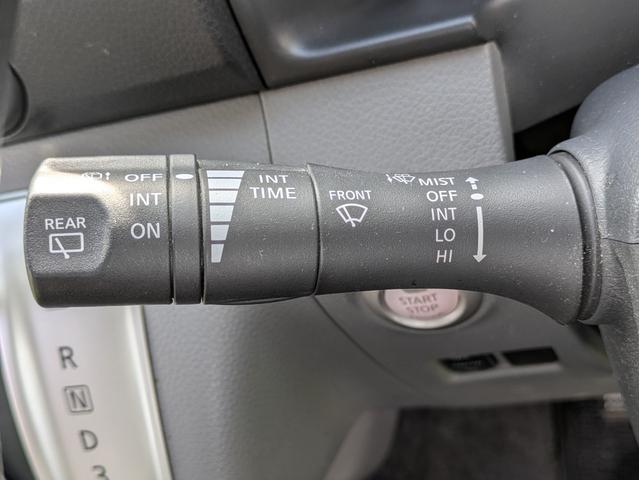 REAR
OFF
INT
ON
INT
TIME
FRONT
MIST
OFF
INT
LO
HI
START
STOP
R
N
D
3